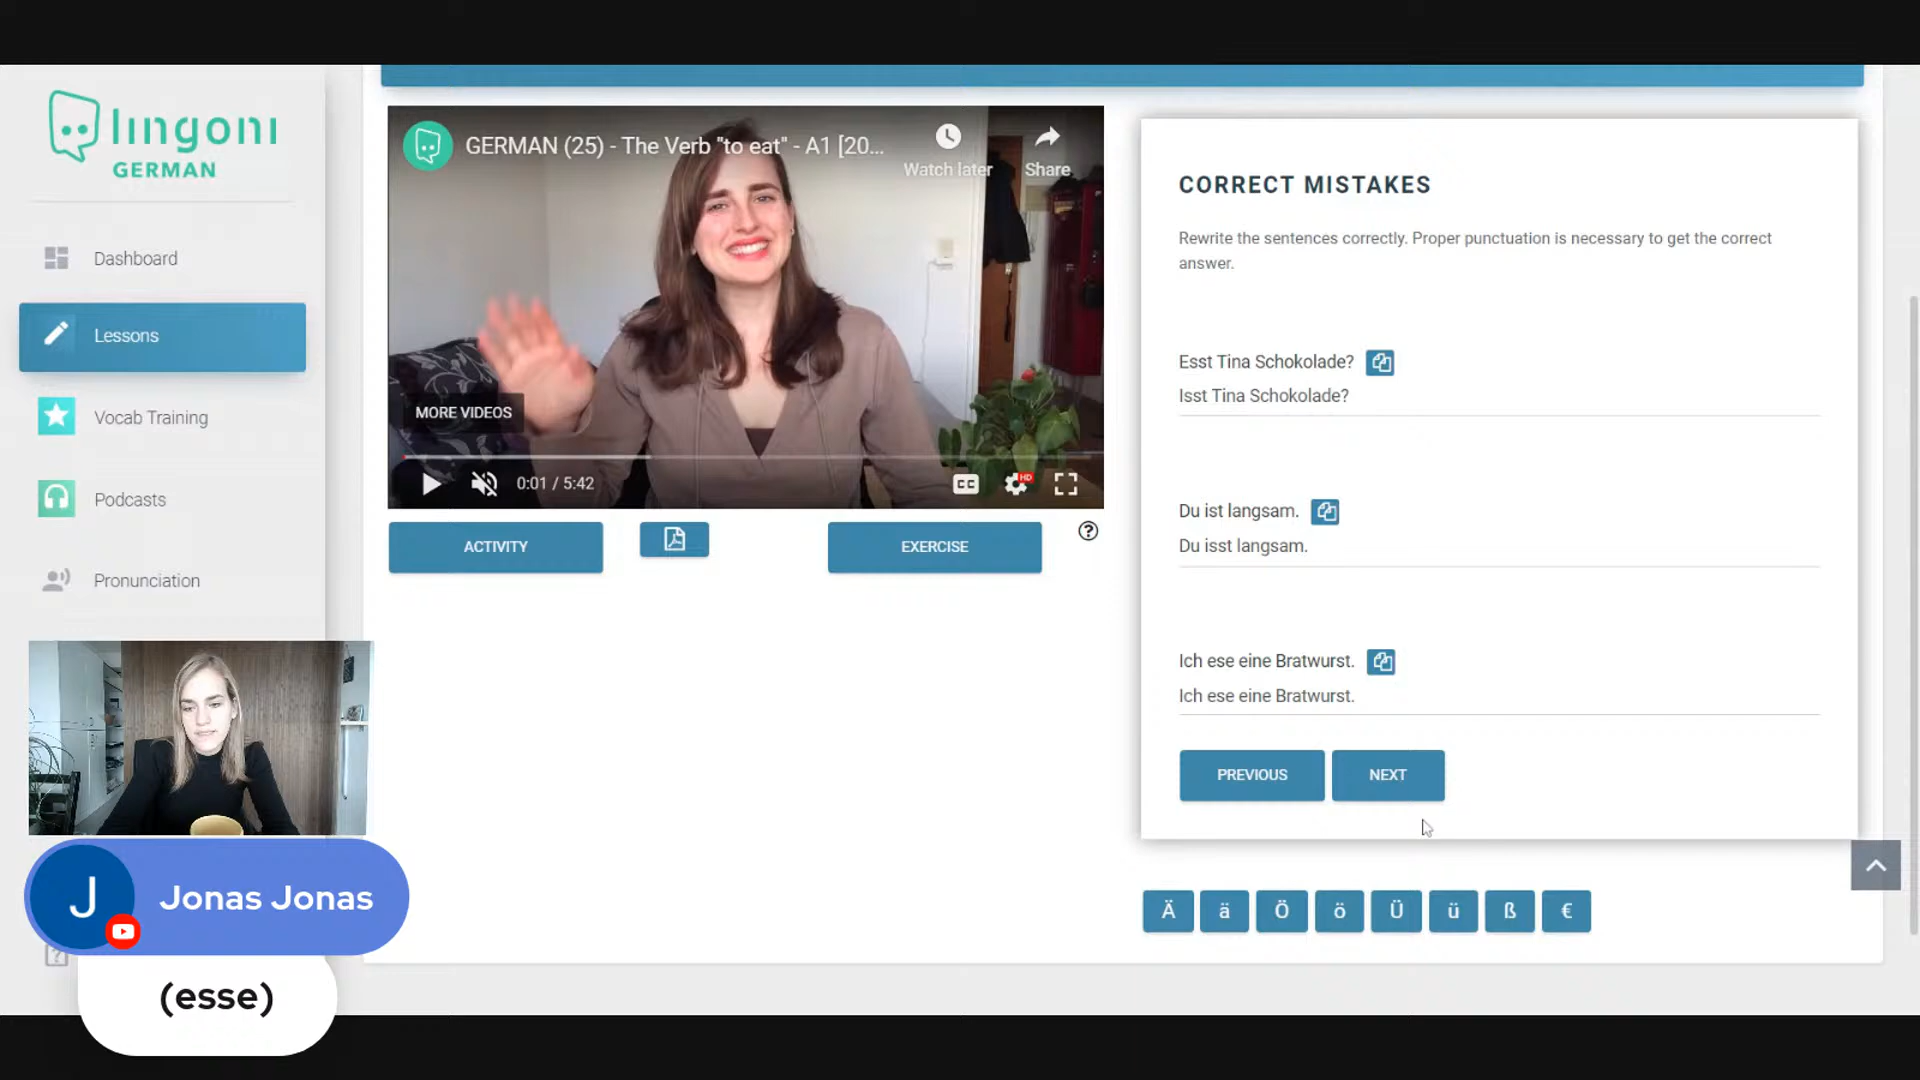 lingoni
GERMAN
Dashboard
Lessons
Vocab Training
Podcasts
Pronunciation
GERMAN (25) - The Verb "to eat" - A1 [20...
Watch later
Share
MORE VIDEOS
0:01 / 5:42
CC
HD
ACTIVITY
EXERCISE
CORRECT MISTAKES
Rewrite the sentences correctly. Proper punctuation is necessary to get the correct
answer.
Esst Tina Schokolade?
Isst Tina Schokolade?
Du ist langsam.
Du isst langsam.
Ich ese eine Bratwurst.
Ich ese eine Bratwurst.
PREVIOUS
NEXT
Ä ä Ö ö Ü ü ß €
J
Jonas Jonas
(esse)